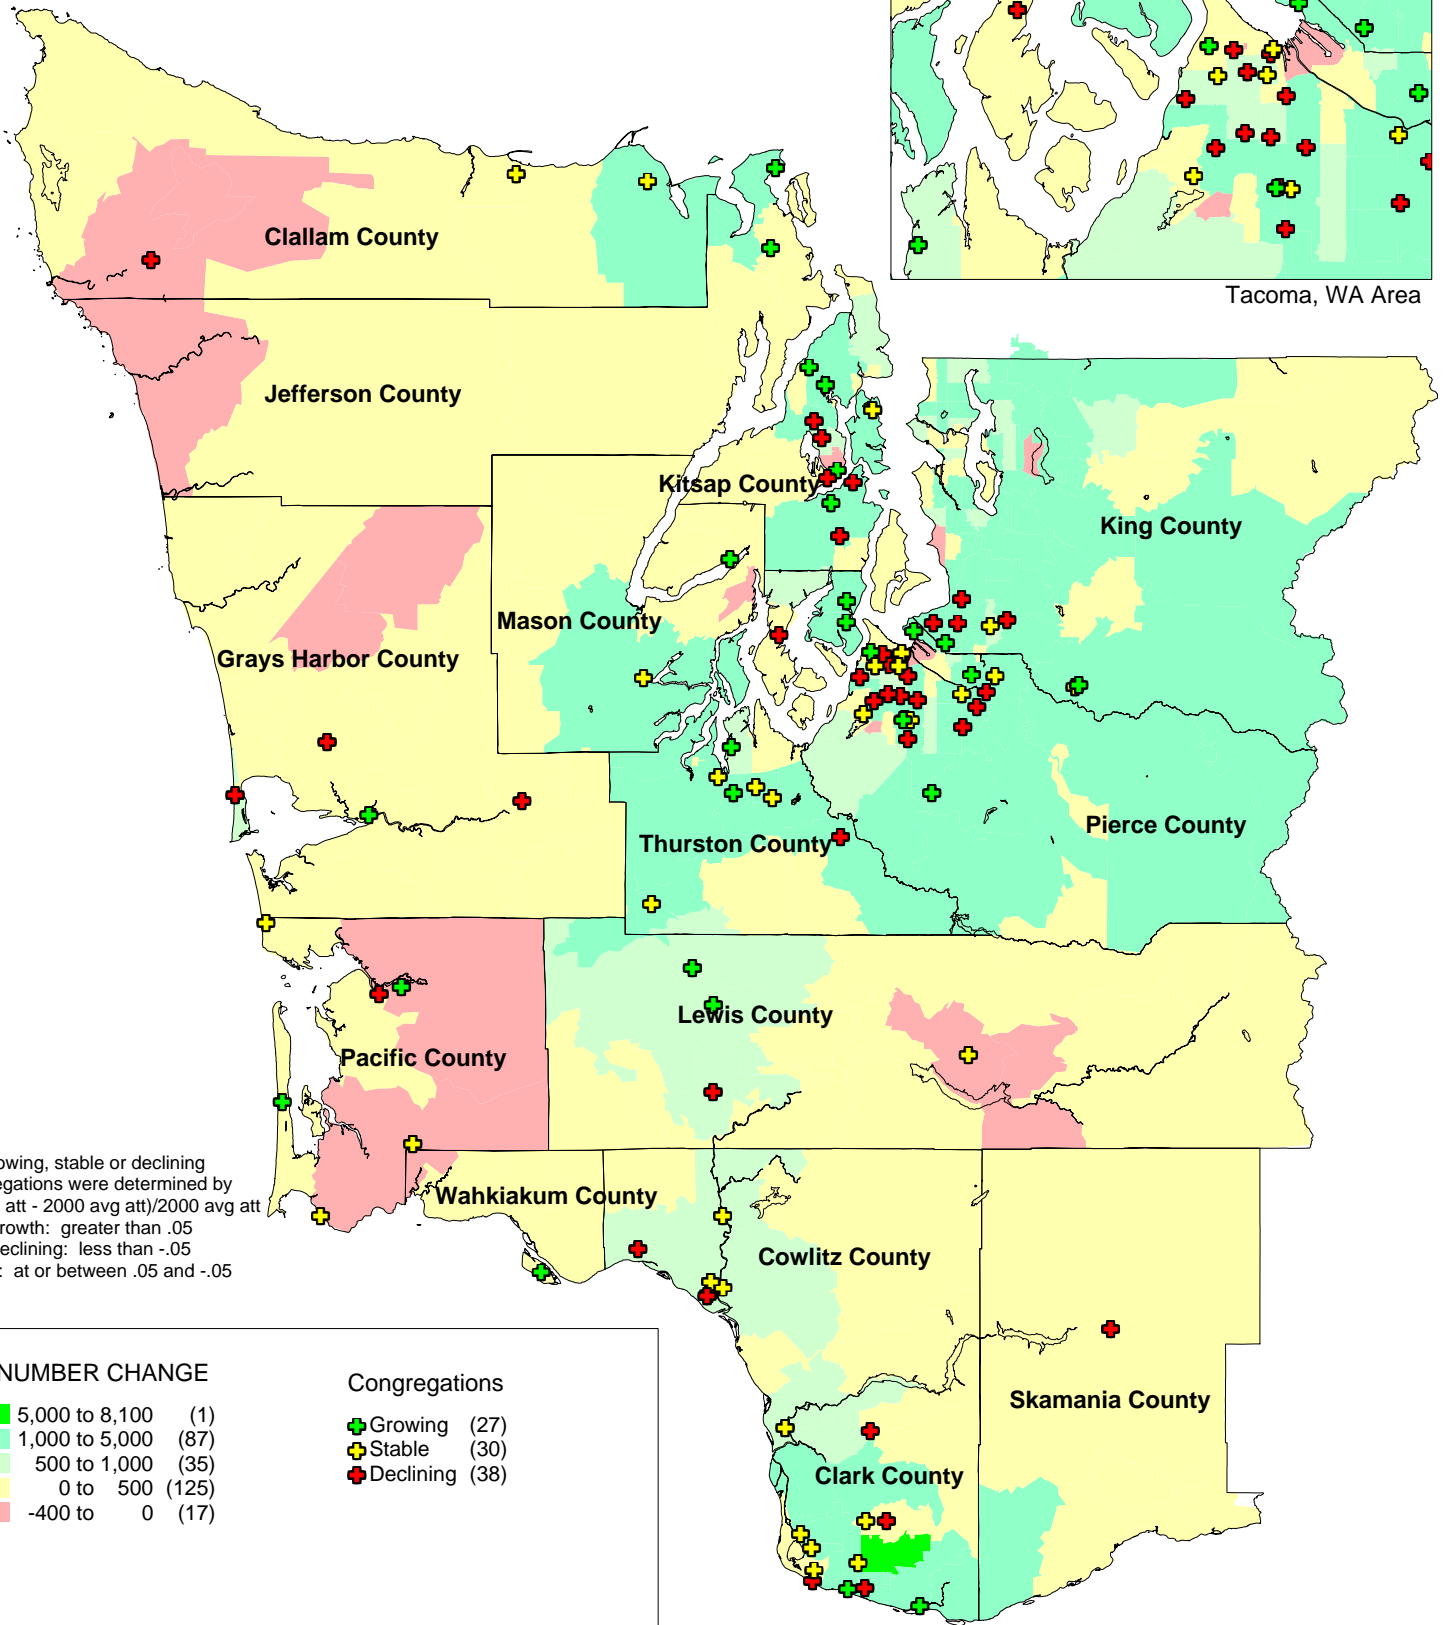 Tacoma, WA Area
Clallam County
Jefferson County
Kitsap County
King County
Mason County
Grays Harbor County
Pierce County
Thurston County
Lewis County
Pacific County
Wahkiakum County
Cowlitz County
Skamania County
Clark County
owing, stable or declining
egations were determined by
att - 2000 avg att)/2000 avg att
rowth: greater than .05
eclining: less than -.05
: at or between .05 and -.05
NUMBER CHANGE
5,000 to 8,100 (1)
1,000 to 5,000 (87)
500 to 1,000 (35)
0 to 500 (125)
-400 to 0 (17)
Congregations
Growing (27)
Stable (30)
Declining (38)